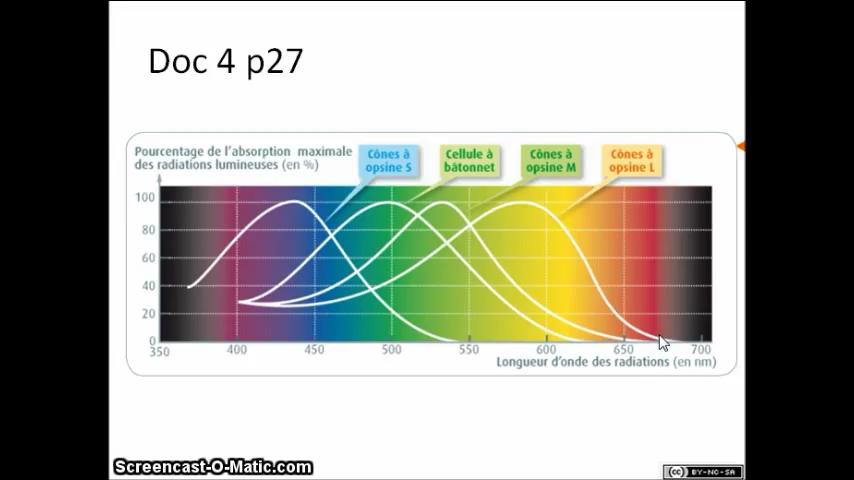 Doc 4 p27
Pourcentage de l'absorption maximale
des radiations lumineuses (en %)
Cônes à
opsine S
Cellule à
bâtonnet
Cônes à
opsine M
Cônes à
opsine L
100
80
60
40
20
0
350
400
450
500
550
600
650
700
Longueur d'onde des radiations (en nm)
Screencast-O-Matic.com
cc BY-NC-SA